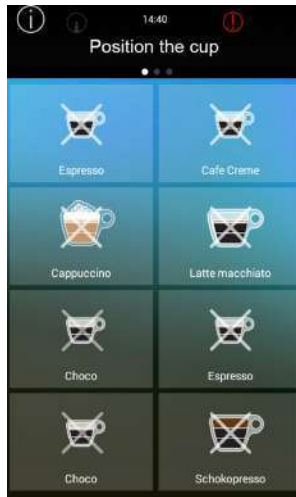 14:40
Position the cup
Espresso
Cafe Creme
Cappuccino
Latte macchiato
Choco
Espresso
Choco
Schokopresso